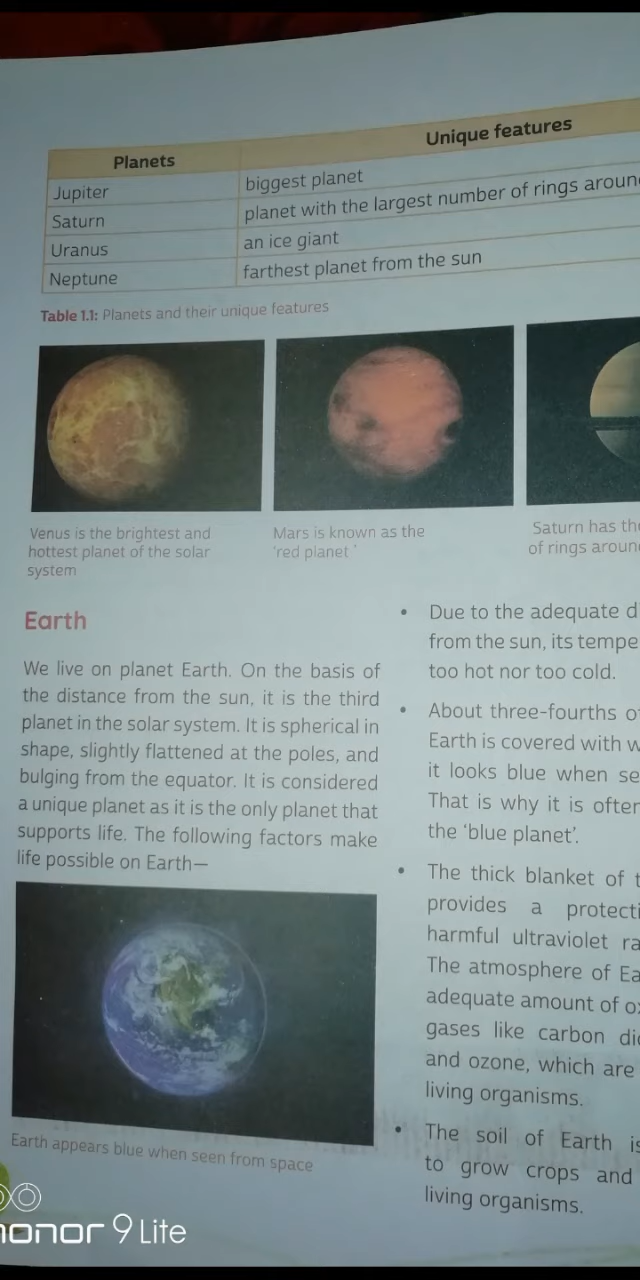 Planets Unique features
Jupiter biggest planet
Saturn planet with the largest number of rings
Uranus an ice giant
Neptune farthest planet from the sun
Table 1.1: Planets and their unique features
Venus is the brightest and
hottest planet of the solar
system
Mars is known as the
'red planet '
Saturn has
of rings
Earth
We live on planet Earth. On the basis of
the distance from the sun, it is the third
planet in the solar system. It is spherical in
shape, slightly flattened at the poles, and
bulging from the equator. It is considered
a unique planet as it is the only planet that
supports life. The following factors make
life possible on Earth—
Earth appears blue when seen from space
• Due to the adequate
from the sun, its
too hot nor too cold.
• About three-fourths
Earth is covered with
it looks blue when
That is why it is
the 'blue planet'.
• The thick blanket of
provides a
harmful ultraviolet
The atmosphere of
adequate amount of
gases like carbon
and ozone, which are
living organisms.
• The soil of Earth
to grow crops and
living organisms.
honor 9 Lite